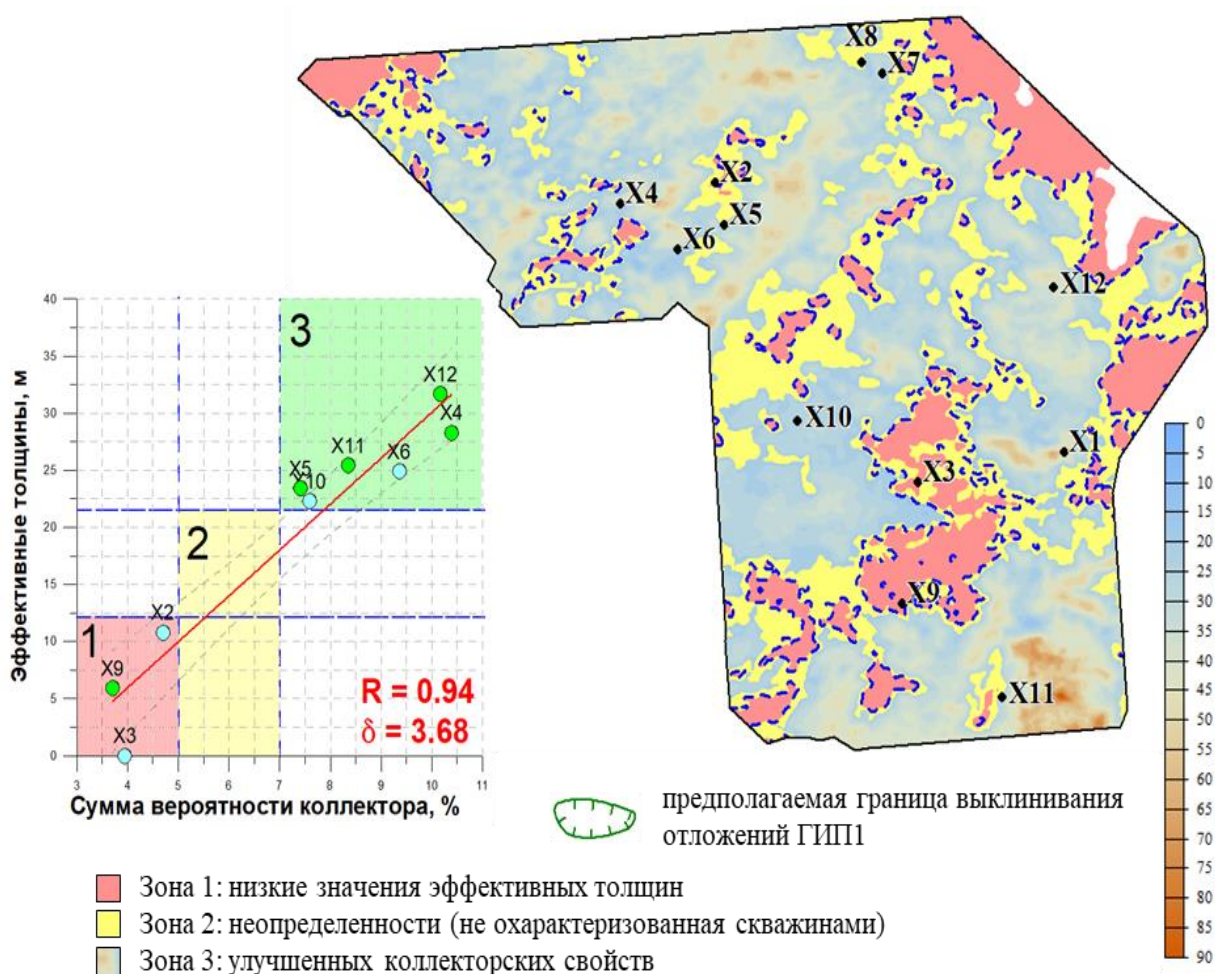 X8
X7
X2
X4
X5
X6
X12
X10
X1
X3
X9
X11
Эффективные толщины, м
40
35
30
25
20
15
10
5
0
3
2
1
X12
X4
X11
X6
X5
X10
X2
X9
X3
R = 0.94
δ = 3.68
3 4 5 6 7 8 9 10 11
Сумма вероятности коллектора, %
0
5
10
15
20
25
30
35
40
45
50
55
60
65
70
75
80
85
90
предполагаемая граница выклинивания
отложений ГИП1
Зона 1: низкие значения эффективных толщин
Зона 2: неопределенности (не охарактеризованная скважинами)
Зона 3: улучшенных коллекторских свойств